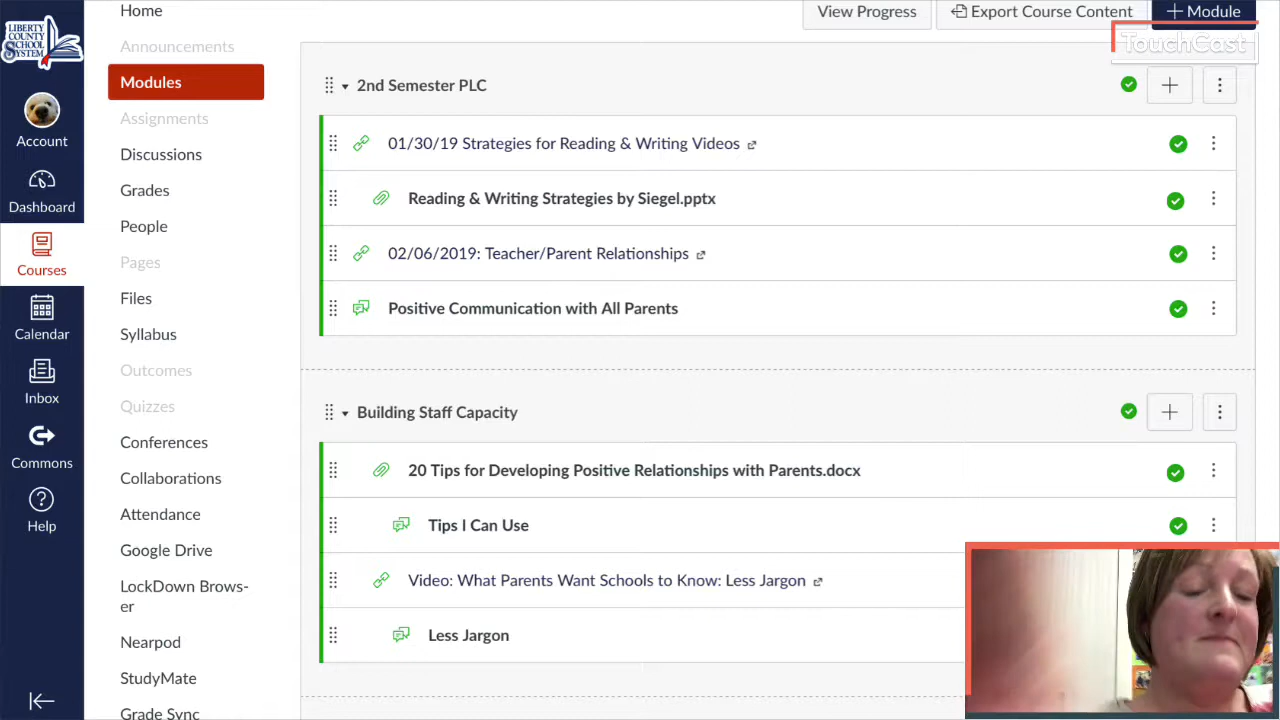 Home
View Progress
Export Course Content
+ Module
TouchCast
LIBERTY COUNTY SCHOOL SYSTEM
Announcements
Modules
Assignments
Discussions
Grades
People
Pages
Files
Syllabus
Outcomes
Quizzes
Conferences
Collaborations
Attendance
Google Drive
LockDown Brows-
er
Nearpod
StudyMate
Grade Sync
Account
Dashboard
Courses
Calendar
Inbox
Commons
Help
2nd Semester PLC
01/30/19 Strategies for Reading & Writing Videos
Reading & Writing Strategies by Siegel.pptx
02/06/2019: Teacher/Parent Relationships
Positive Communication with All Parents
Building Staff Capacity
20 Tips for Developing Positive Relationships with Parents.docx
Tips I Can Use
Video: What Parents Want Schools to Know: Less Jargon
Less Jargon